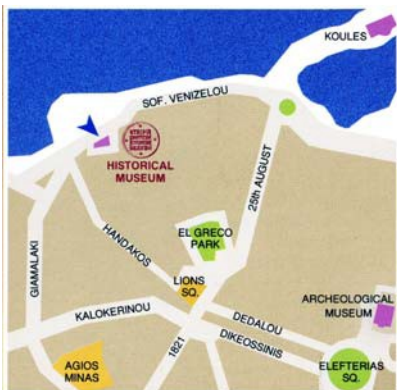 KOULES
SOF. VENIZELOU
HISTORICAL
MUSEUM
25th AUGUST
HANDAKOS
EL GRECO
PARK
GIAMALAKI
LIONS
SQ.
KALOKERINOU
DEDALOU
DIKEOSSINIS
ARCHEOLOGICAL
MUSEUM
1821
AGIOS
MINAS
ELEFTERIAS
SQ.